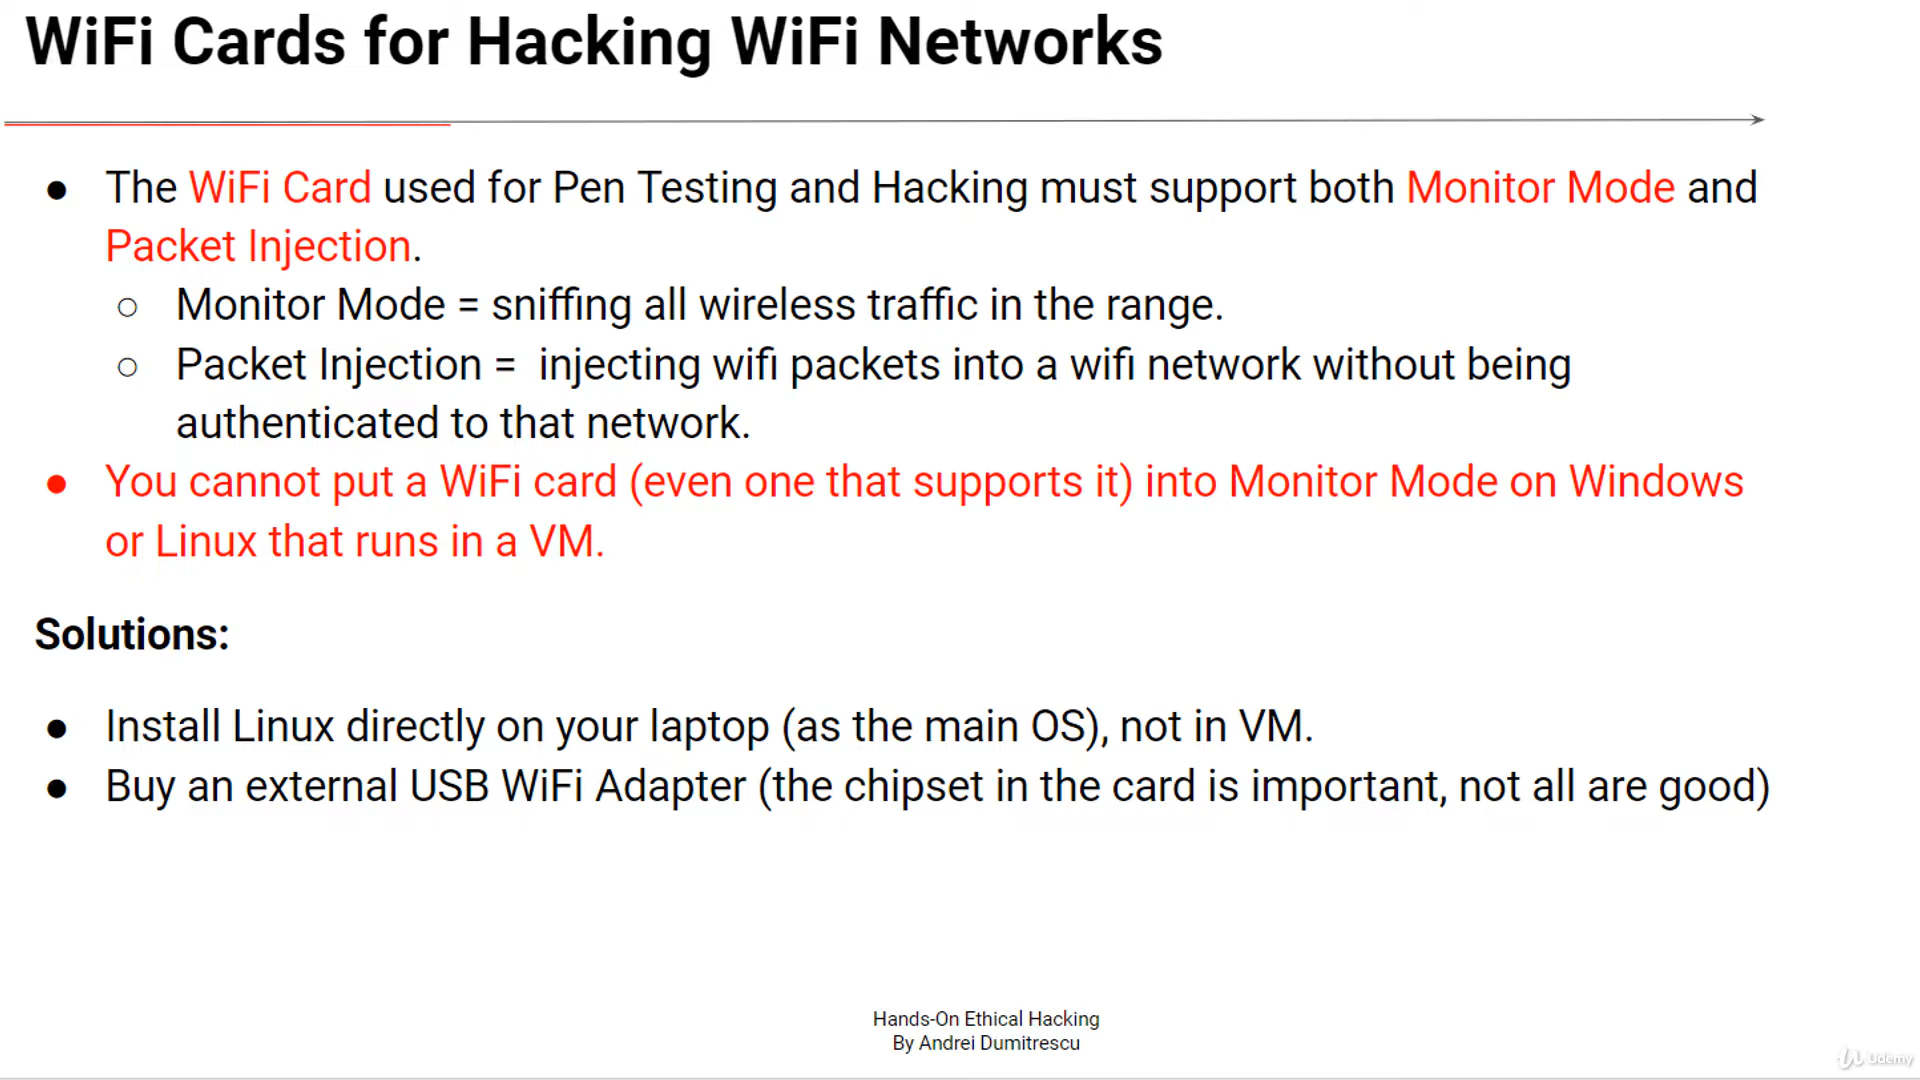 WiFi Cards for Hacking WiFi Networks
● The WiFi Card used for Pen Testing and Hacking must support both Monitor Mode and
Packet Injection.
○ Monitor Mode = sniffing all wireless traffic in the range.
○ Packet Injection = injecting wifi packets into a wifi network without being
authenticated to that network.
● You cannot put a WiFi card (even one that supports it) into Monitor Mode on Windows
or Linux that runs in a VM.
Solutions:
● Install Linux directly on your laptop (as the main OS), not in VM.
● Buy an external USB WiFi Adapter (the chipset in the card is important, not all are good)
Hands-On Ethical Hacking
By Andrei Dumitrescu
Udemy